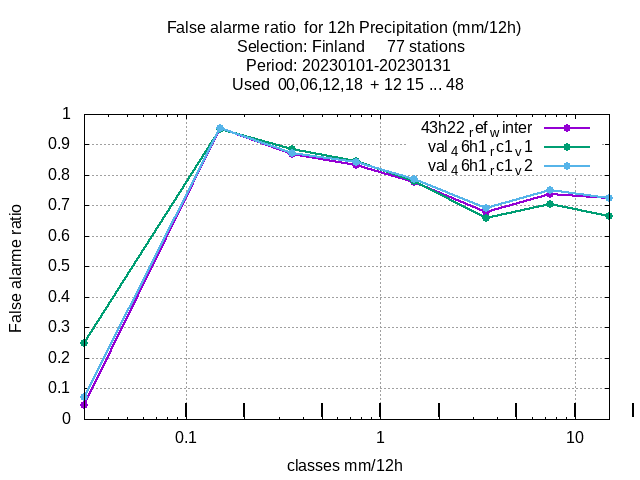 False alarme ratio  for 12h Precipitation (mm/12h)
Selection: Finland     77 stations
Period: 20230101-20230131
Used  00,06,12,18  + 12 15 ... 48
1
0.9
0.8
0.7
0.6
0.5
0.4
0.3
0.2
0.1
0
False alarme ratio
43h22_ref_winter
val_46h1_rc1_v1
val_46h1_rc1_v2
0.1 1 10
classes mm/12h